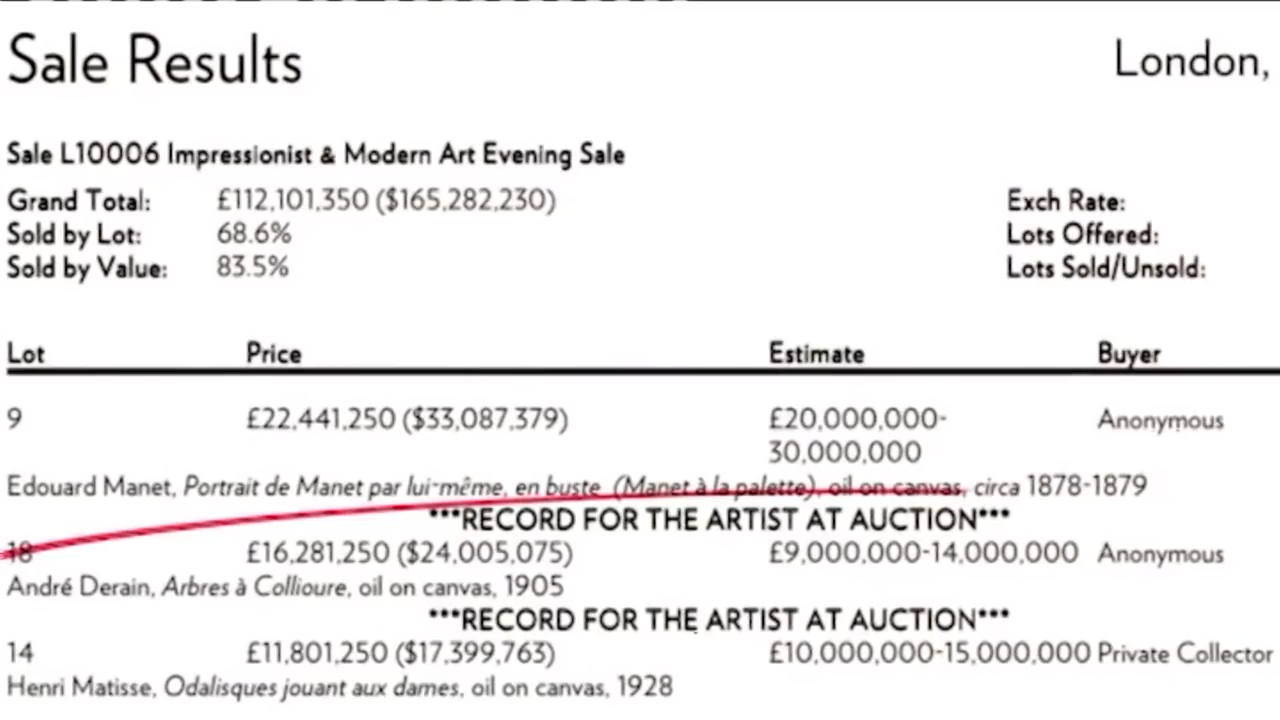 Sale Results London,
Sale L10006 Impressionist & Modern Art Evening Sale
Grand Total: £112,101,350 ($165,282,230) Exch Rate:
Sold by Lot: 68.6% Lots Offered:
Sold by Value: 83.5% Lots Sold/Unsold:
Lot Price Estimate Buyer
9 £22,441,250 ($33,087,379) £20,000,000- Anonymous
30,000,000
Edouard Manet, Portrait de Manet par lui-même, en buste (Manet à la palette), oil on canvas, circa 1878-1879
***RECORD FOR THE ARTIST AT AUCTION***
18 £16,281,250 ($24,005,075) £9,000,000-14,000,000 Anonymous
André Derain, Arbres à Collioure, oil on canvas, 1905
***RECORD FOR THE ARTIST AT AUCTION***
14 £11,801,250 ($17,399,763) £10,000,000-15,000,000 Private Collector
Henri Matisse, Odalisques jouant aux dames, oil on canvas, 1928